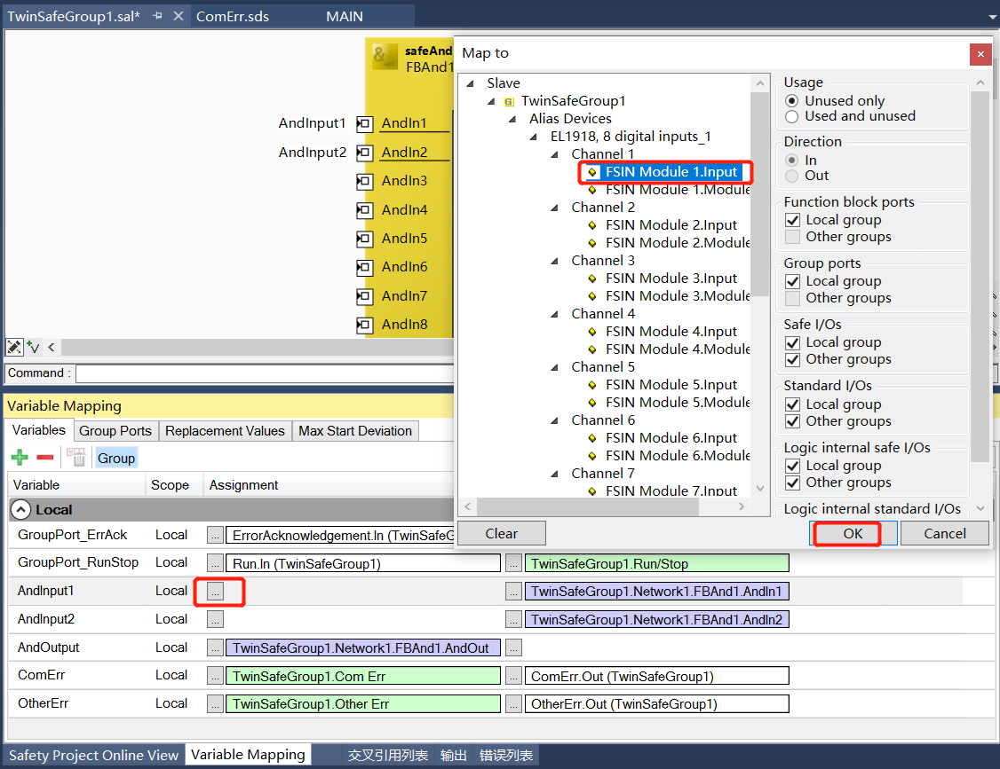 TwinSafeGroup1.sal* ComErr.sds MAIN
safeAnd
FBAnd1
AndInput1 AndIn1
AndInput2 AndIn2
AndIn3
AndIn4
AndIn5
AndIn6
AndIn7
AndIn8
Command :
Map to
Slave
TwinSafeGroup1
Alias Devices
EL1918, 8 digital inputs_1
Channel 1
FSIN Module 1.Input
FSIN Module 1.Module
Channel 2
FSIN Module 2.Input
FSIN Module 2.Module
Channel 3
FSIN Module 3.Input
FSIN Module 3.Module
Channel 4
FSIN Module 4.Input
FSIN Module 4.Module
Channel 5
FSIN Module 5.Input
FSIN Module 5.Module
Channel 6
FSIN Module 6.Input
FSIN Module 6.Module
Channel 7
FSIN Module 7.Input
Usage
Unused only
Used and unused
Direction
In
Out
Function block ports
Local group
Other groups
Group ports
Local group
Other groups
Safe I/Os
Local group
Other groups
Standard I/Os
Local group
Other groups
Logic internal safe I/Os
Local group
Other groups
Logic internal standard I/Os
Clear OK Cancel
Variable Mapping
Variables Group Ports Replacement Values Max Start Deviation
Group
Variable Scope Assignment
Local
GroupPort_ErrAck Local ... ErrorAcknowledgement.In (TwinSafeG
GroupPort_RunStop Local ... Run.In (TwinSafeGroup1) ... TwinSafeGroup1.Run/Stop
AndInput1 Local ... ... TwinSafeGroup1.Network1.FBAnd1.AndIn1
AndInput2 Local ... ... TwinSafeGroup1.Network1.FBAnd1.AndIn2
AndOutput Local ... TwinSafeGroup1.Network1.FBAnd1.AndOut ...
ComErr Local ... TwinSafeGroup1.Com Err ... ComErr.Out (TwinSafeGroup1)
OtherErr Local ... TwinSafeGroup1.Other Err ... OtherErr.Out (TwinSafeGroup1)
Safety Project Online View Variable Mapping 交叉引用列表 输出 错误列表